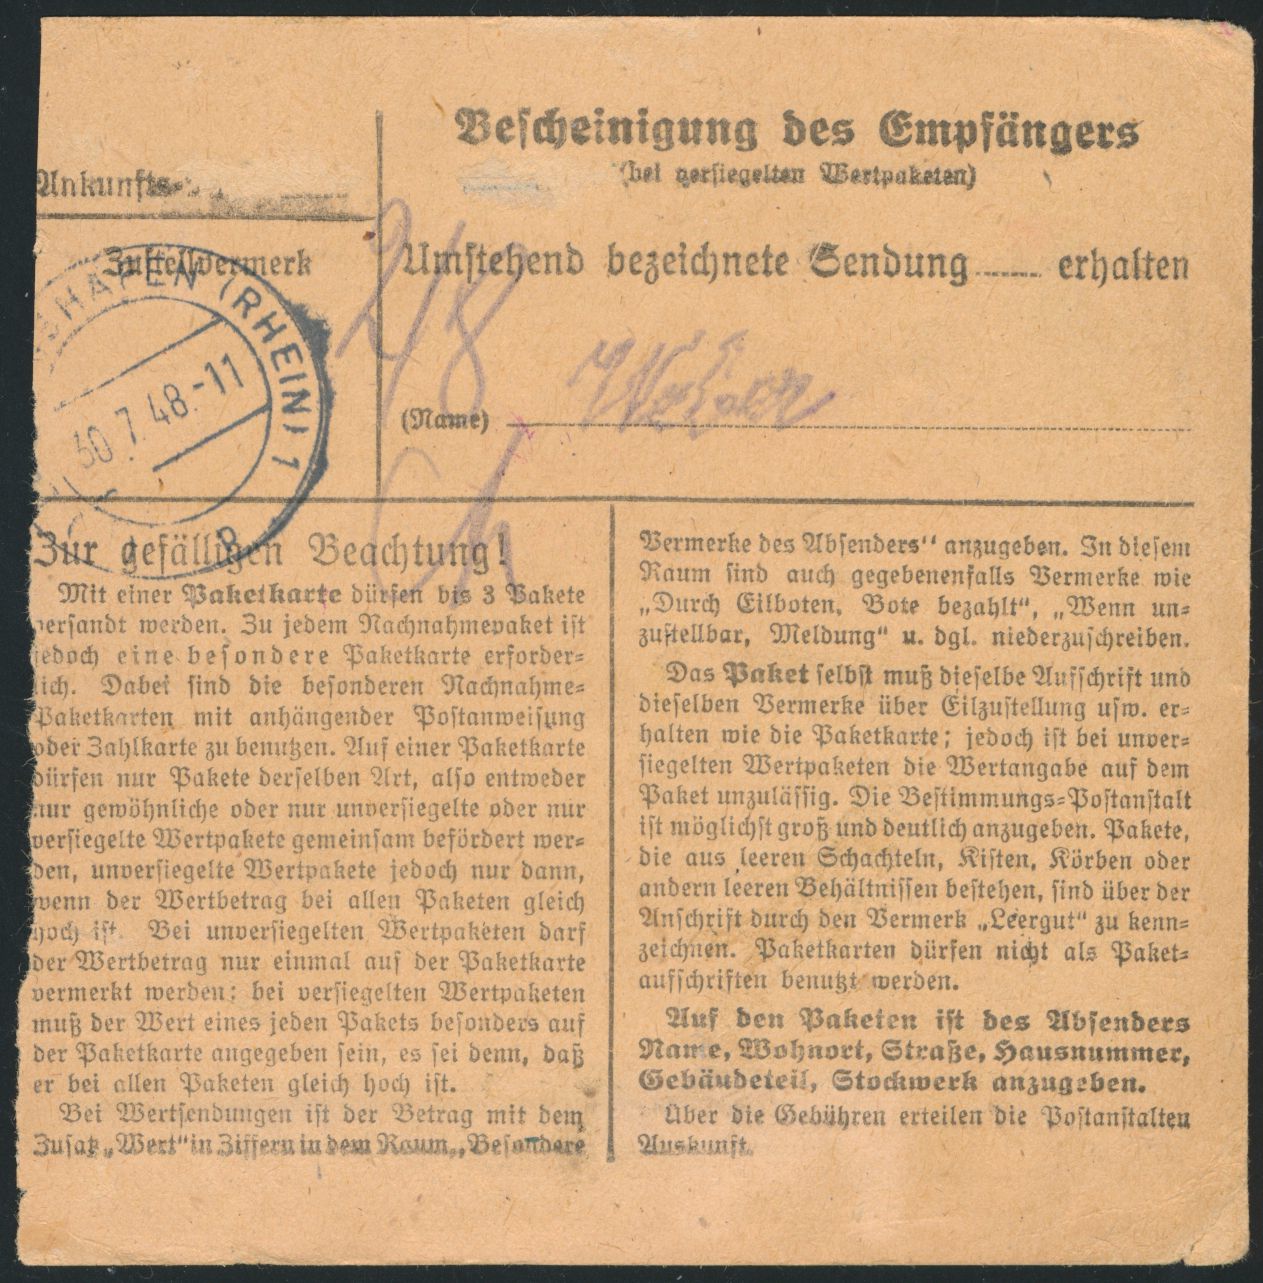 Bescheinigung des Empfängers
(bei versiegelten Wertpaketen)
Ankunfts-
Zustellvermerk
Umstehend bezeichnete Sendung ...... erhalten
SHAFEN (RHEIN) 1
30.7.48.-11
B
(Name)
Weber
Zur gefälligen Beachtung!
Mit einer Paketkarte dürfen bis 3 Pakete
versandt werden. Zu jedem Nachnahmepaket ist
jedoch eine besondere Paketkarte erforder-
lich. Dabei sind die besonderen Nachnahme-
Paketkarten mit anhängender Postanweisung
oder Zahlkarte zu benutzen. Auf einer Paketkarte
dürfen nur Pakete derselben Art, also entweder
nur gewöhnliche oder nur unversiegelte oder nur
versiegelte Wertpakete gemeinsam befördert wer-
den, unversiegelte Wertpakete jedoch nur dann,
wenn der Wertbetrag bei allen Paketen gleich
hoch ist. Bei unversiegelten Wertpaketen darf
der Wertbetrag nur einmal auf der Paketkarte
vermerkt werden; bei versiegelten Wertpaketen
muß der Wert eines jeden Pakets besonders auf
der Paketkarte angegeben sein, es sei denn, daß
er bei allen Paketen gleich hoch ist.
Bei Wertsendungen ist der Betrag mit dem
Zusatz „Wert“ in Ziffern in dem Raum „Besondere
Vermerke des Absenders“ anzugeben. In diesem
Raum sind auch gegebenenfalls Vermerke wie
„Durch Eilboten, Bote bezahlt“, „Wenn un-
zustellbar, Meldung“ u. dgl. niederzuschreiben.
Das Paket selbst muß dieselbe Aufschrift und
dieselben Vermerke über Eilzustellung usw. er-
halten wie die Paketkarte; jedoch ist bei unver-
siegelten Wertpaketen die Wertangabe auf dem
Paket unzulässig. Die Bestimmungs-Postanstalt
ist möglichst groß und deutlich anzugeben. Pakete,
die aus leeren Schachteln, Kisten, Körben oder
andern leeren Behältnissen bestehen, sind über der
Anschrift durch den Vermerk „Leergut“ zu kenn-
zeichnen. Paketkarten dürfen nicht als Paket-
aufschriften benutzt werden.
Auf den Paketen ist des Absenders
Name, Wohnort, Straße, Hausnummer,
Gebäudeteil, Stockwerk anzugeben.
Über die Gebühren erteilen die Postanstalten
Auskunft.